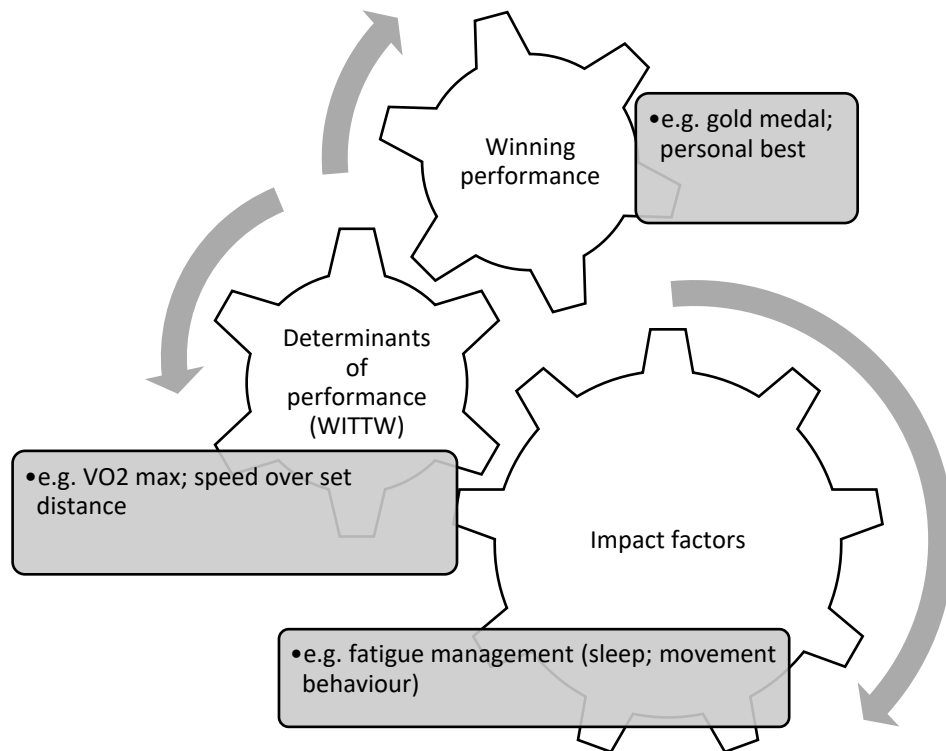 Winning
performance
•e.g. gold medal;
personal best
Determinants
of
performance
(WITTW)
•e.g. VO2 max; speed over set
distance
Impact factors
•e.g. fatigue management (sleep; movement
behaviour)